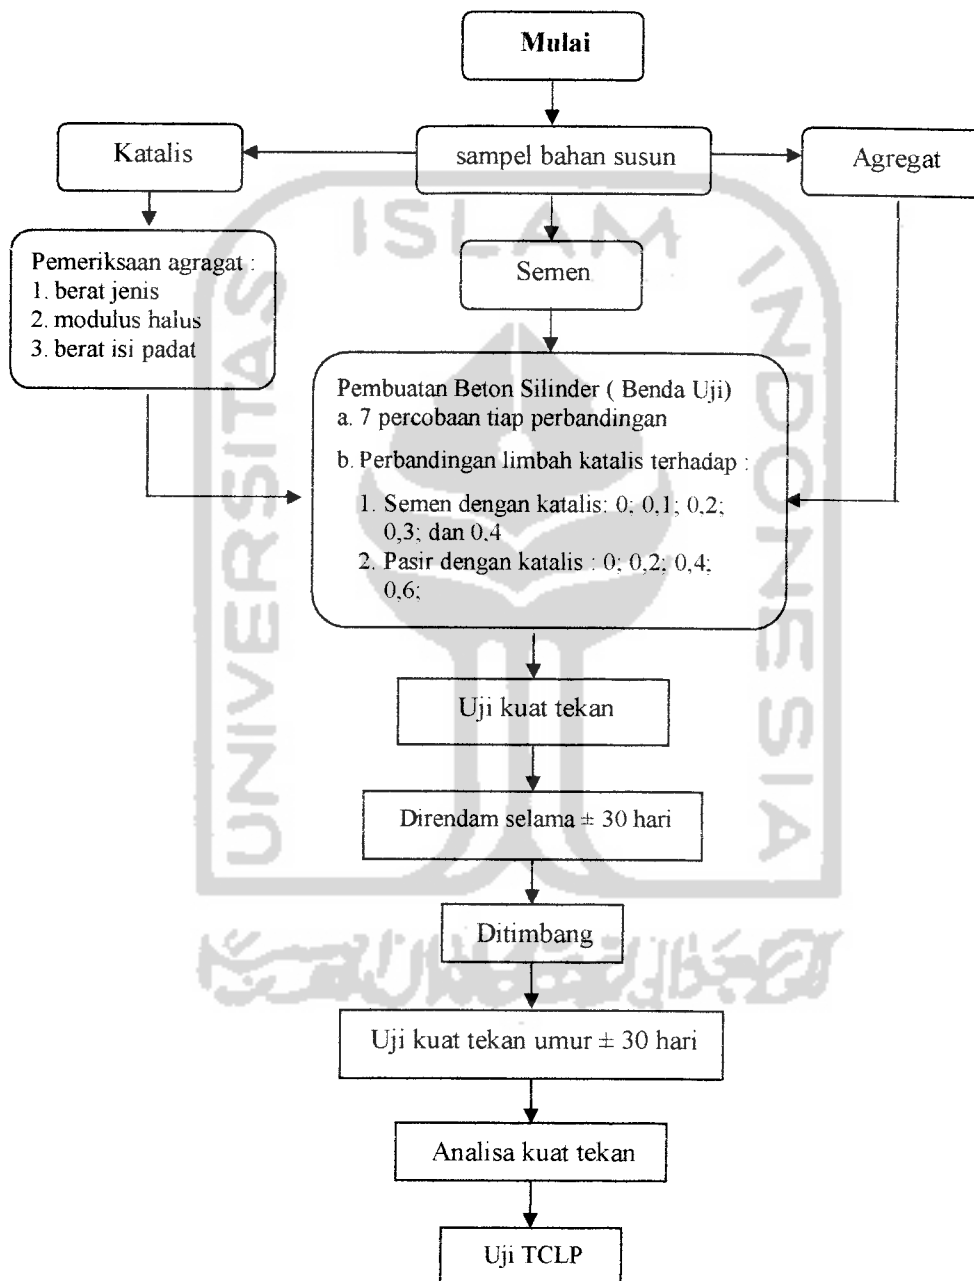 Mulai
Katalis
sampel bahan susun
Agregat
Pemeriksaan agragat :
1. berat jenis
2. modulus halus
3. berat isi padat
Semen
Pembuatan Beton Silinder ( Benda Uji)
a. 7 percobaan tiap perbandingan
b. Perbandingan limbah katalis terhadap :
1. Semen dengan katalis: 0; 0,1; 0,2;
0,3; dan 0,4
2. Pasir dengan katalis : 0; 0,2; 0,4;
0,6;
Uji kuat tekan
Direndam selama ± 30 hari
Ditimbang
Uji kuat tekan umur ± 30 hari
Analisa kuat tekan
Uji TCLP
UNIVERSITAS
ISLAM
INDONESIA